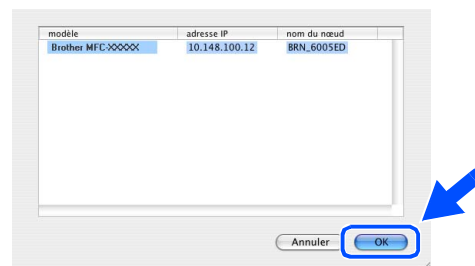 modèle adresse IP nom du nœud
Brother MFC-XXXXX 10.148.100.12 BRN_6005ED
Annuler OK